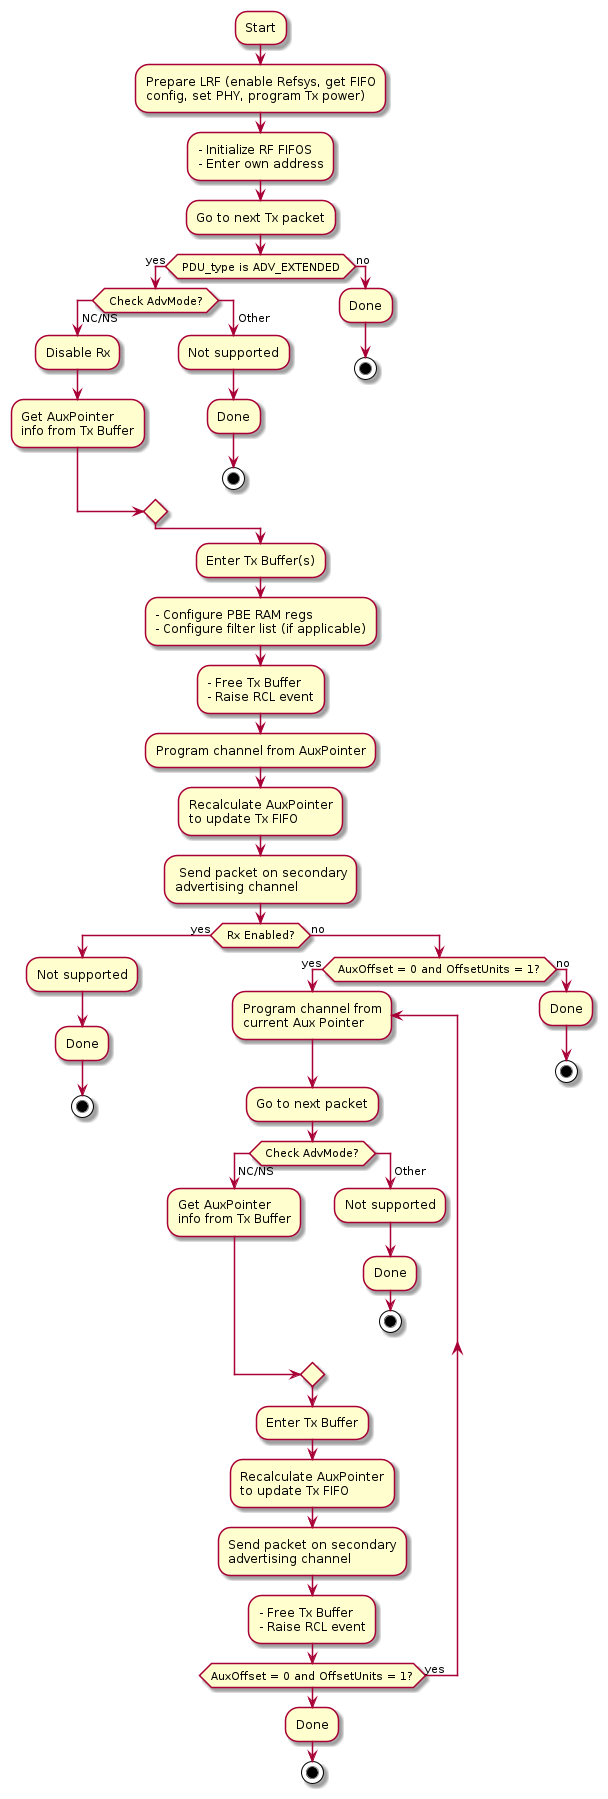 Start
Prepare LRF (enable Refsys, get FIFO
config, set PHY, program Tx power)
- Initialize RF FIFOS
- Enter own address
Go to next Tx packet
yes
PDU_type is ADV_EXTENDED
no
Check AdvMode?
Done
NC/NS
Other
Disable Rx
Not supported
Get AuxPointer
info from Tx Buffer
Done
Enter Tx Buffer(s)
- Configure PBE RAM regs
- Configure filter list (if applicable)
- Free Tx Buffer
- Raise RCL event
Program channel from AuxPointer
Recalculate AuxPointer
to update Tx FIFO
Send packet on secondary
advertising channel
yes
Rx Enabled?
no
Not supported
Done
yes
AuxOffset = 0 and OffsetUnits = 1?
no
Program channel from
current Aux Pointer
Done
Go to next packet
Check AdvMode?
NC/NS
Other
Get AuxPointer
info from Tx Buffer
Not supported
Done
Enter Tx Buffer
Recalculate AuxPointer
to update Tx FIFO
Send packet on secondary
advertising channel
- Free Tx Buffer
- Raise RCL event
AuxOffset = 0 and OffsetUnits = 1?
yes
Done